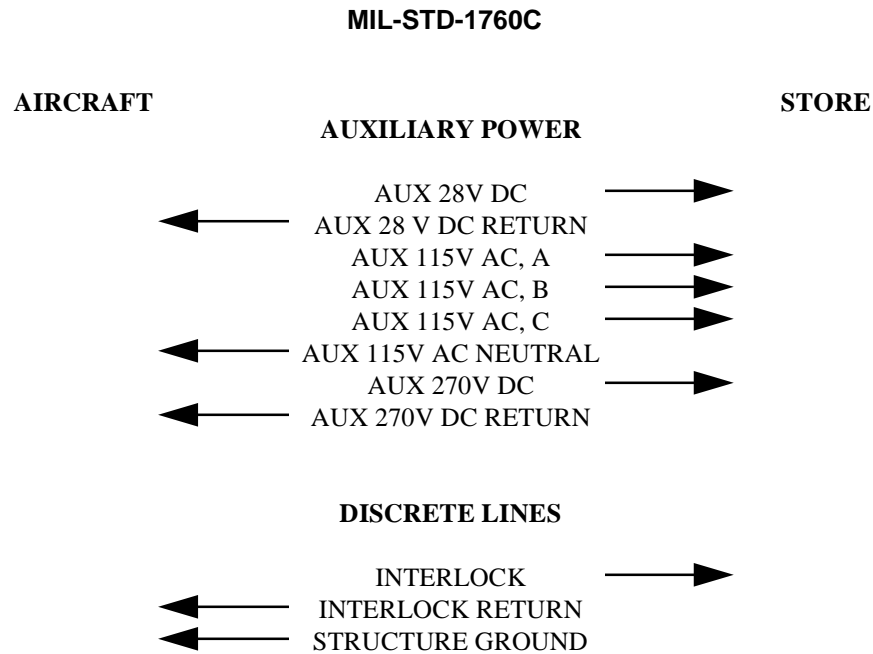 MIL-STD-1760C
AIRCRAFT STORE
AUXILIARY POWER
AUX 28V DC
AUX 28 V DC RETURN
AUX 115V AC, A
AUX 115V AC, B
AUX 115V AC, C
AUX 115V AC NEUTRAL
AUX 270V DC
AUX 270V DC RETURN
DISCRETE LINES
INTERLOCK
INTERLOCK RETURN
STRUCTURE GROUND